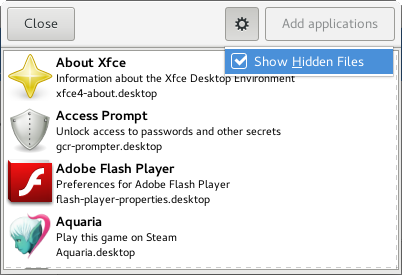 Close
Add applications
Show Hidden Files
About Xfce
Information about the Xfce Desktop Environment
xfce4-about.desktop
Access Prompt
Unlock access to passwords and other secrets
gcr-prompter.desktop
Adobe Flash Player
Preferences for Adobe Flash Player
flash-player-properties.desktop
Aquaria
Play this game on Steam
Aquaria.desktop